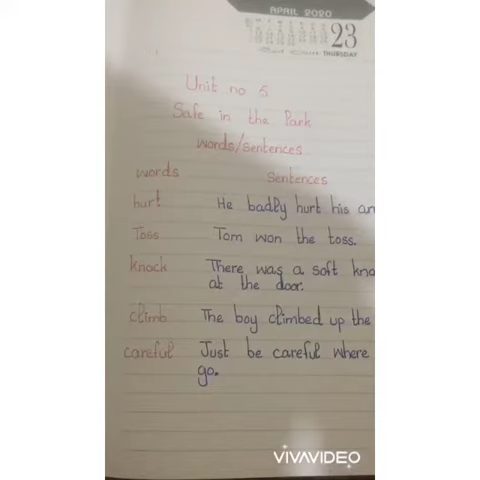 APRIL 2020
23
THURSDAY
Unit no 5
Safe in the Park
words/sentences
words sentences
hurt He badly hurt his
Toss Tom won the toss.
knock There was a soft
at the door.
climb The boy climbed up the
careful Just be careful where
go.
VIVAVIDEO